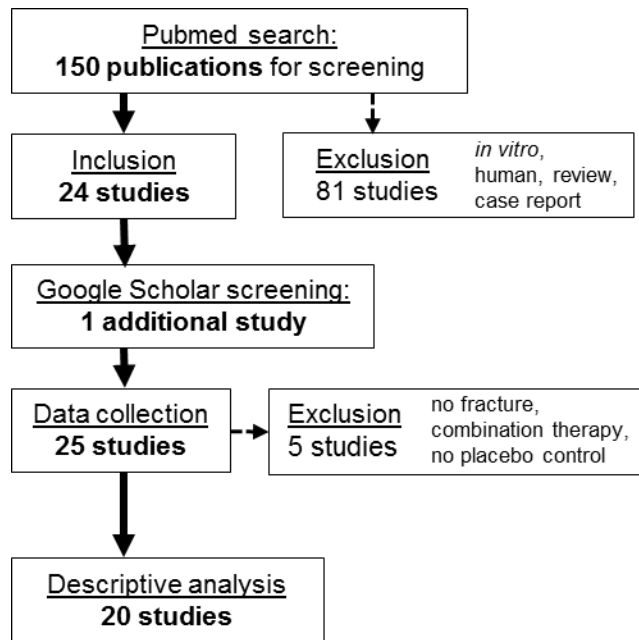 Pubmed search:
150 publications for screening
Inclusion
24 studies
Exclusion
81 studies
in vitro,
human, review,
case report
Google Scholar screening:
1 additional study
Data collection
25 studies
Exclusion
5 studies
no fracture,
combination therapy,
no placebo control
Descriptive analysis
20 studies